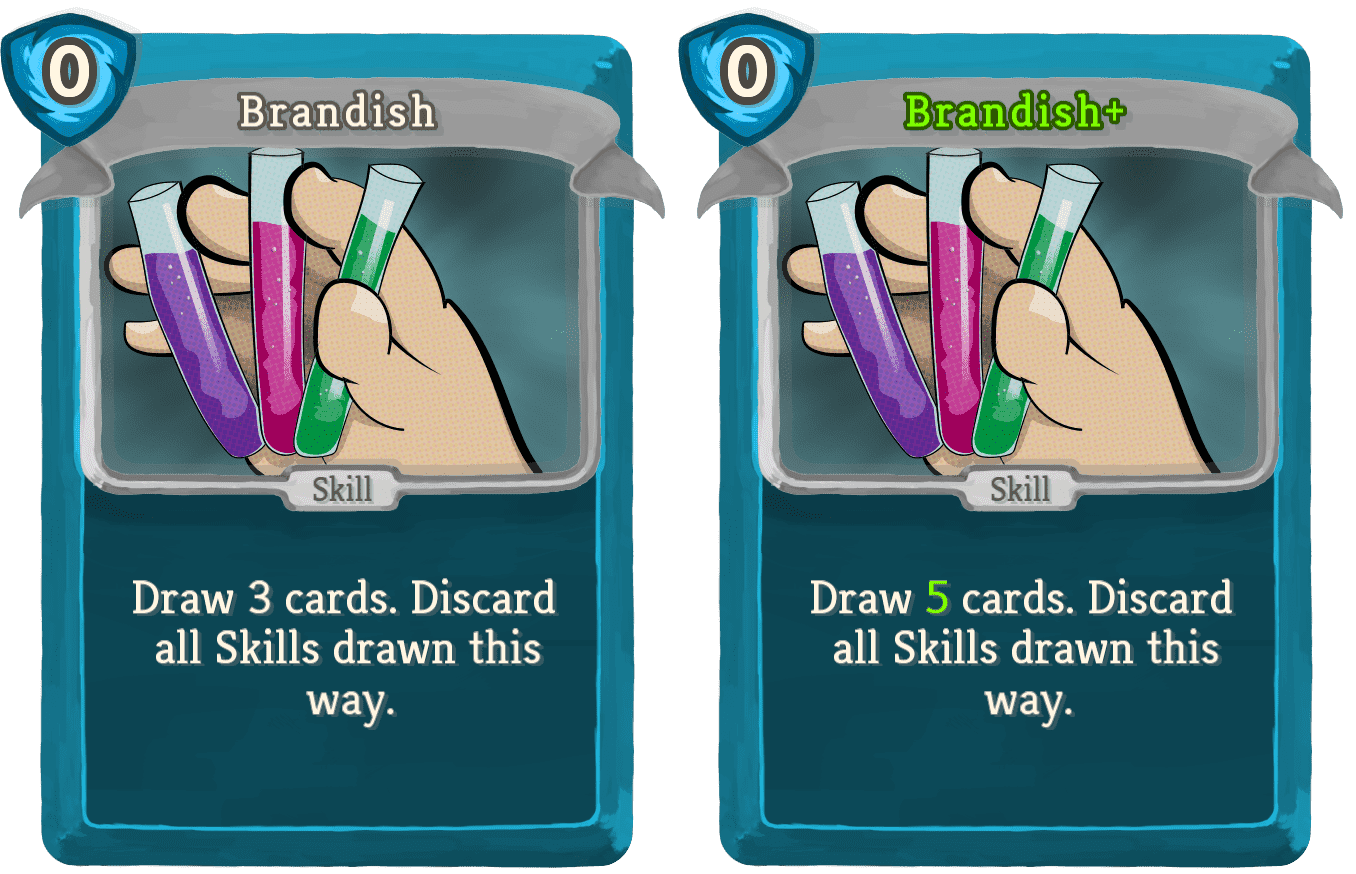 0
Brandish
Skill
Draw 3 cards. Discard
all Skills drawn this
way.
0
Brandish+
Skill
Draw 5 cards. Discard
all Skills drawn this
way.